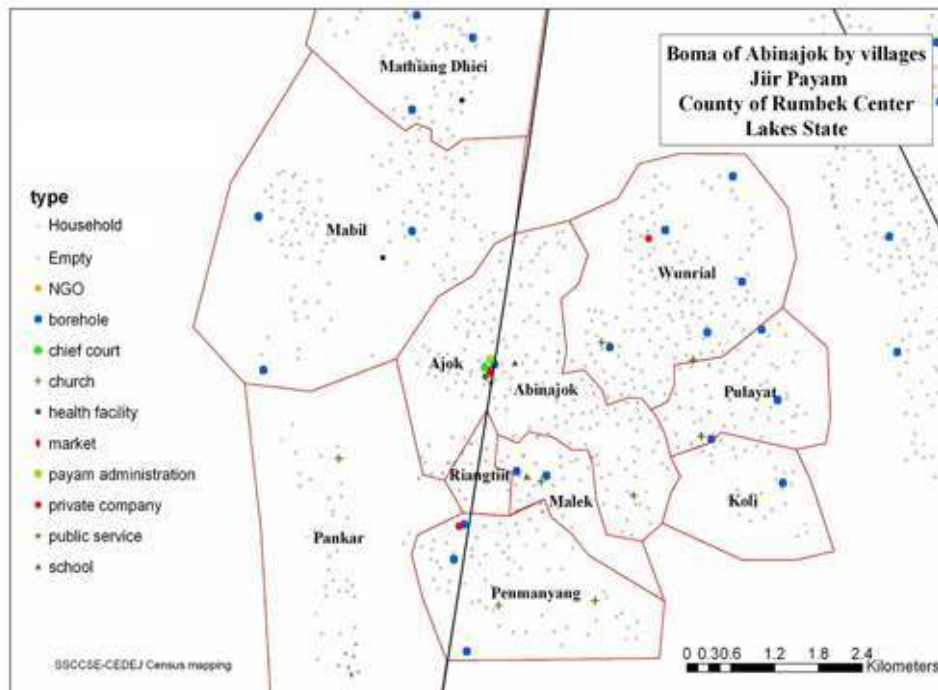 Boma of Abinajok by villages
Jiir Payam
County of Rumbek Center
Lakes State
Mathiang Dhiei
Mabil
Wunrial
Ajok
Abinajok
Pulayat
Riangtiit
Malek
Koli
Pankar
Penmanyang
type
Household
Empty
NGO
borehole
chief court
church
health facility
market
payam administration
private company
public service
school
SSCCSE-CEDEJ Census mapping
0 0.3 0.6 1.2 1.8 2.4
Kilometers